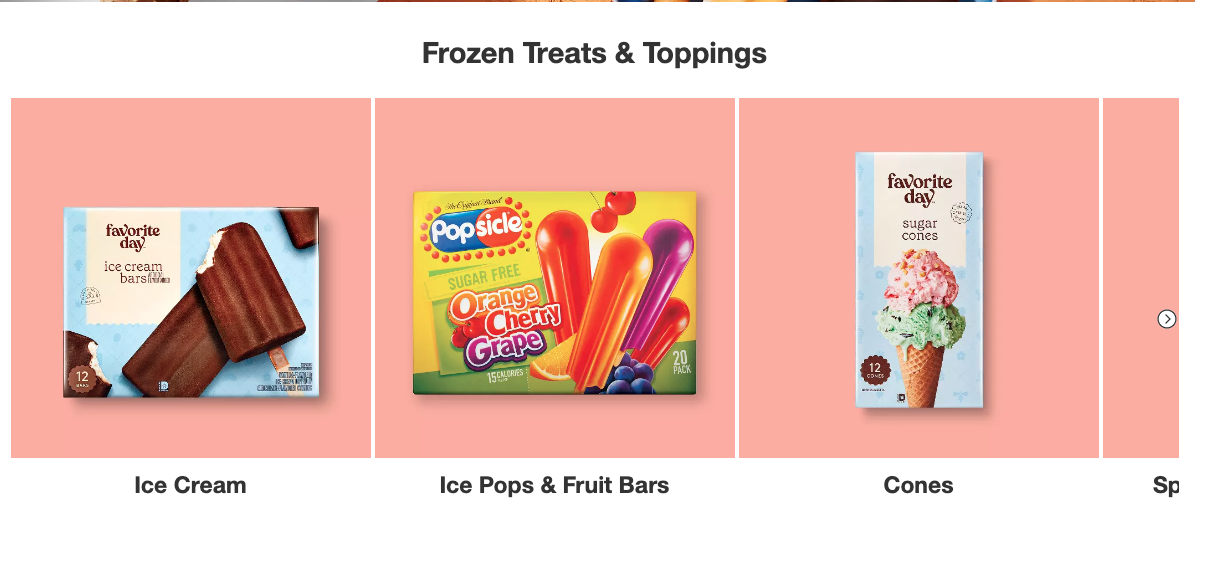 Frozen Treats & Toppings
favorite
day
ice cream
bars
12
BARS
The Original Brand
Popsicle
SUGAR FREE
Orange
Cherry
Grape
15 CALORIES
20
PACK
favorite
day
sugar
cones
12
CONES
Ice Cream
Ice Pops & Fruit Bars
Cones
Sp